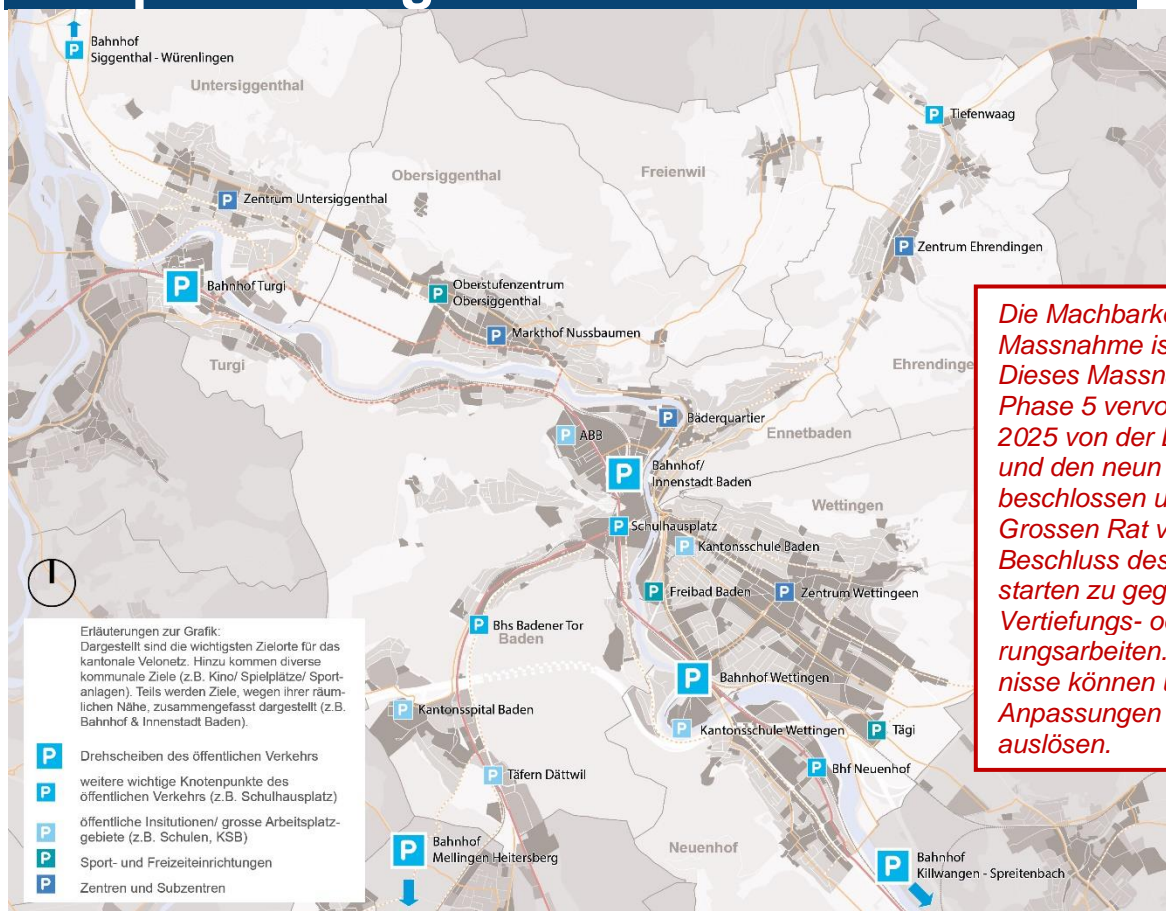 Bahnhof
Siggenthal - Würenlingen
Untersiggenthal
Tiefenwaag
Obersiggenthal
Freienwil
Zentrum Untersiggenthal
Zentrum Ehrendingen
Bahnhof Turgi
Oberstufenzentrum
Obersiggenthal
Markthof Nussbaumen
Turgi
Ehrendinge
Bäderquartier
ABB
Ennetbaden
Bahnhof/
Innenstadt Baden
Wettingen
Schulhausplatz
Kantonsschule Baden
Freibad Baden
Zentrum Wettingeen
Bhs Badener Tor
Baden
Bahnhof Wettingen
Kantonsspital Baden
Kantonsschule Wettingen
Tägi
Bhf Neuenhof
Täfern Dättwil
Neuenhof
Bahnhof
Mellingen Heitersberg
Bahnhof
Killwangen - Spreitenbach
Die Machbarke
Massnahme is
Dieses Massn
Phase 5 vervo
2025 von der
und den neun
beschlossen u
Grossen Rat v
Beschluss des
starten zu geg
Vertiefungs- o
rungsarbeiten.
nisse können u
Anpassungen
auslösen.
Erläuterungen zur Grafik:
Dargestellt sind die wichtigsten Zielorte für das
kantonale Velonetz. Hinzu kommen diverse
kommunale Ziele (z.B. Kino/ Spielplätze/ Sport-
anlagen). Teils werden Ziele, wegen ihrer räum-
lichen Nähe, zusammengefasst dargestellt (z.B.
Bahnhof & Innenstadt Baden).
P Drehscheiben des öffentlichen Verkehrs
P weitere wichtige Knotenpunkte des
öffentlichen Verkehrs (z.B. Schulhausplatz)
P öffentliche Insitutionen/ grosse Arbeitsplatz-
gebiete (z.B. Schulen, KSB)
P Sport- und Freizeiteinrichtungen
P Zentren und Subzentren